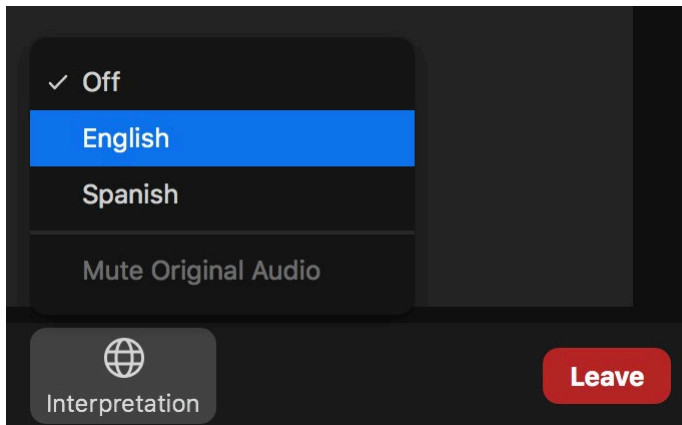 Off
English
Spanish
Mute Original Audio
Interpretation
Leave